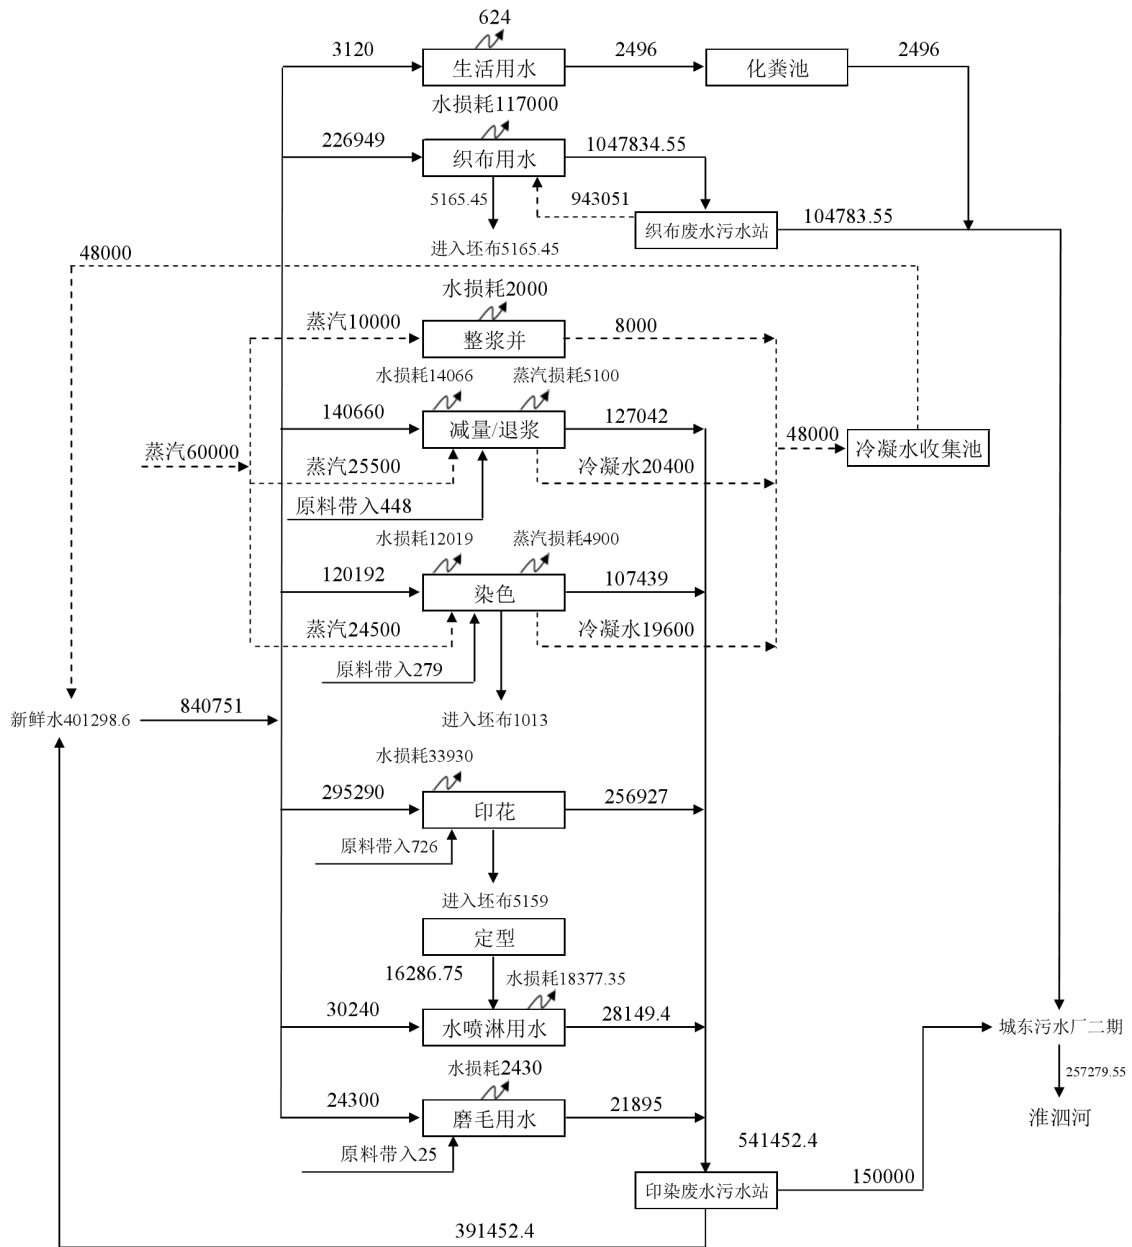 624
3120
生活用水
2496
化粪池
2496
水损耗117000
226949
织布用水
1047834.55
5165.45
943051
织布废水污水站
104783.55
进入坯布5165.45
48000
水损耗2000
蒸汽10000
整浆并
8000
水损耗14066
蒸汽损耗5100
140660
减量/退浆
127042
蒸汽60000
48000
冷凝水收集池
蒸汽25500
冷凝水20400
原料带入448
水损耗12019
蒸汽损耗4900
120192
染色
107439
蒸汽24500
冷凝水19600
原料带入279
新鲜水401298.6
840751
进入坯布1013
水损耗33930
295290
印花
256927
原料带入726
进入坯布5159
定型
16286.75
水损耗18377.35
30240
水喷淋用水
28149.4
城东污水厂二期
水损耗2430
257279.55
24300
磨毛用水
21895
淮泗河
原料带入25
541452.4
印染废水污水站
150000
391452.4